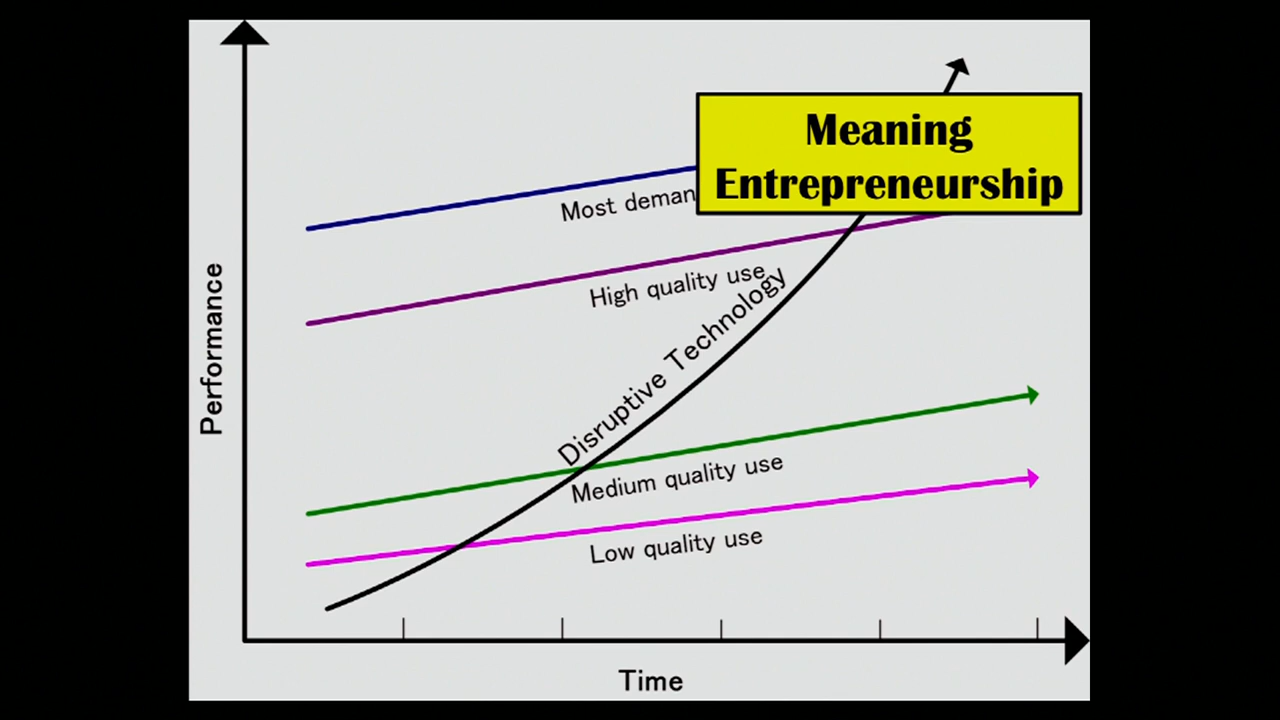 Meaning
Entrepreneurship
Most deman
High quality use
Disruptive Technology
Medium quality use
Low quality use
Performance
Time